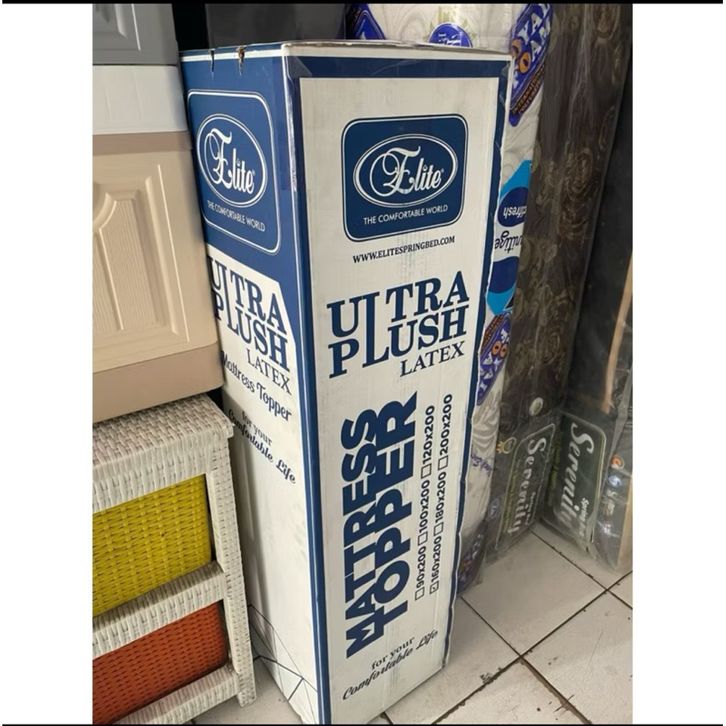 Elite
THE COMFORTABLE WORLD
ULTRA
PLUSH
LATEX
Mattress Topper
for your
Comfortable Life
Elite
THE COMFORTABLE WORLD
WWW.ELITESPRINGBED.COM
ULTRA
PLUSH
LATEX
MATTRESS
TOPPER
90x200 100x200 120x200
160x200 180x200 200x200
for your
Comfortable Life
Serenity
Serenity